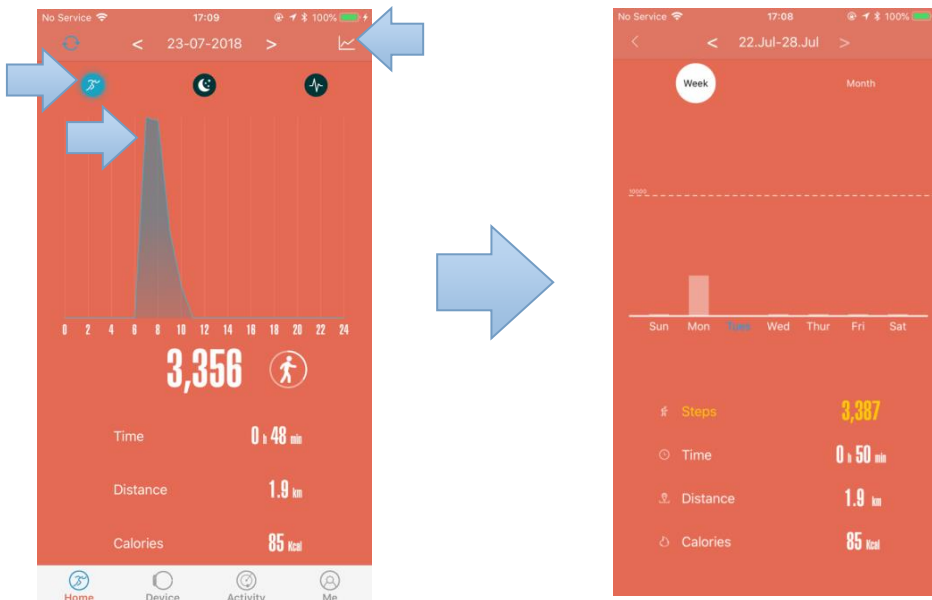 No Service 17:09 100%
< 23-07-2018 >
0 2 4 6 8 10 12 14 16 18 20 22 24
3,356
Time 0 h 48 min
Distance 1.9 km
Calories 85 Kcal
Home Device Activity Me
No Service 17:08 100%
< < 22.Jul-28.Jul >
Week Month
10000
Sun Mon Tues Wed Thur Fri Sat
Steps 3,387
Time 0 h 50 min
Distance 1.9 km
Calories 85 Kcal